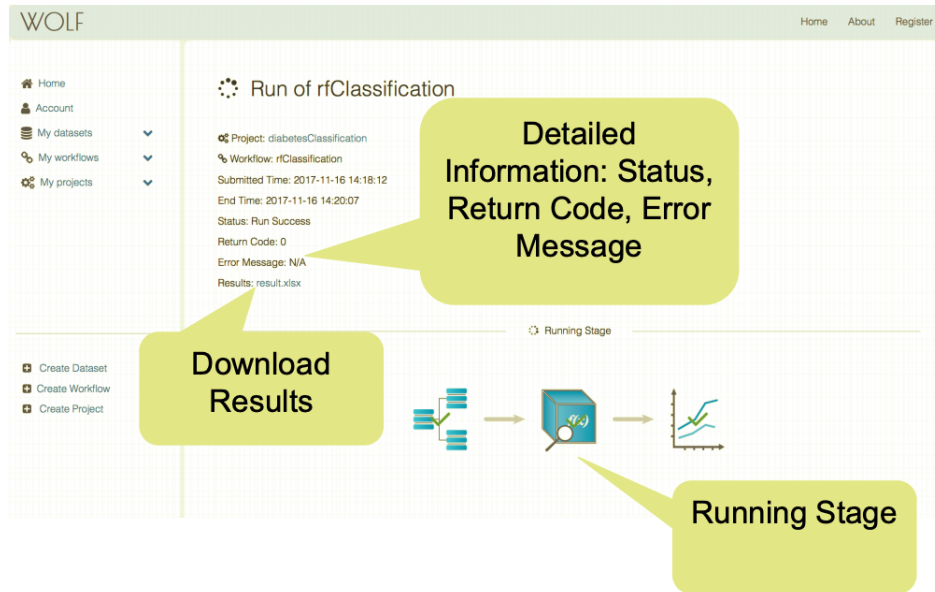 WOLF
Home About Register
Home
Account
My datasets
My workflows
My projects
Run of rfClassification
Project: diabetesClassification
Workflow: rfClassification
Submitted Time: 2017-11-16 14:18:12
End Time: 2017-11-16 14:20:07
Status: Run Success
Return Code: 0
Error Message: N/A
Results: result.xlsx
Detailed
Information: Status,
Return Code, Error
Message
Running Stage
Create Dataset
Create Workflow
Create Project
Download
Results
Running Stage